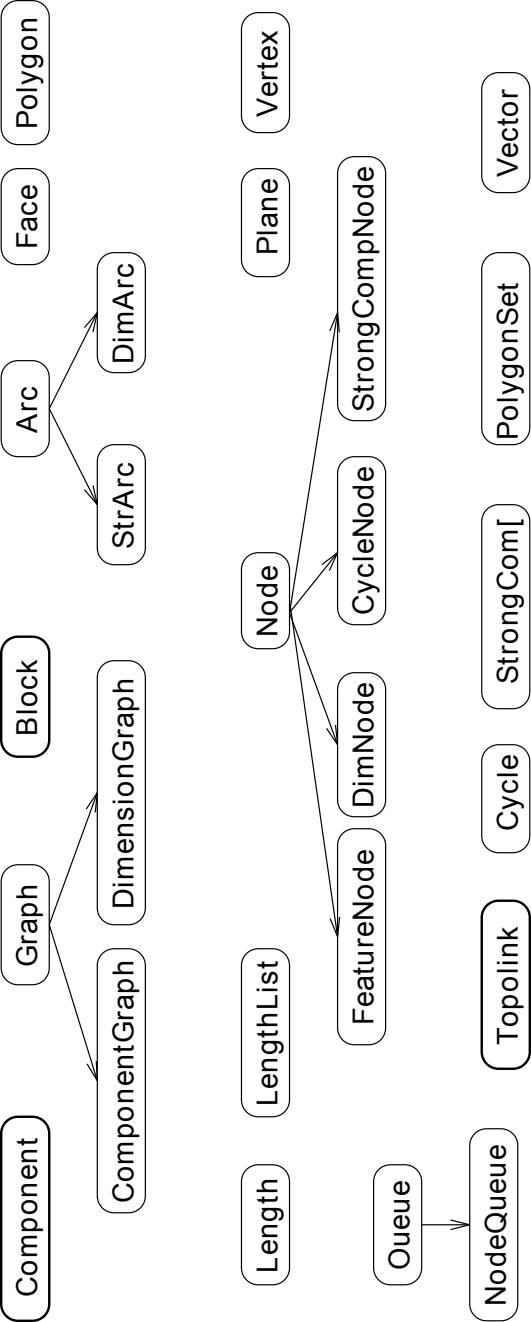 Component
Graph
Block
Arc
Face
Polygon
ComponentGraph
DimensionGraph
StrArc
DimArc
Length
LengthList
Node
Plane
Vertex
FeatureNode
DimNode
CycleNode
StrongCompNode
Oueue
NodeQueue
Topolink
Cycle
StrongCom[
PolygonSet
Vector